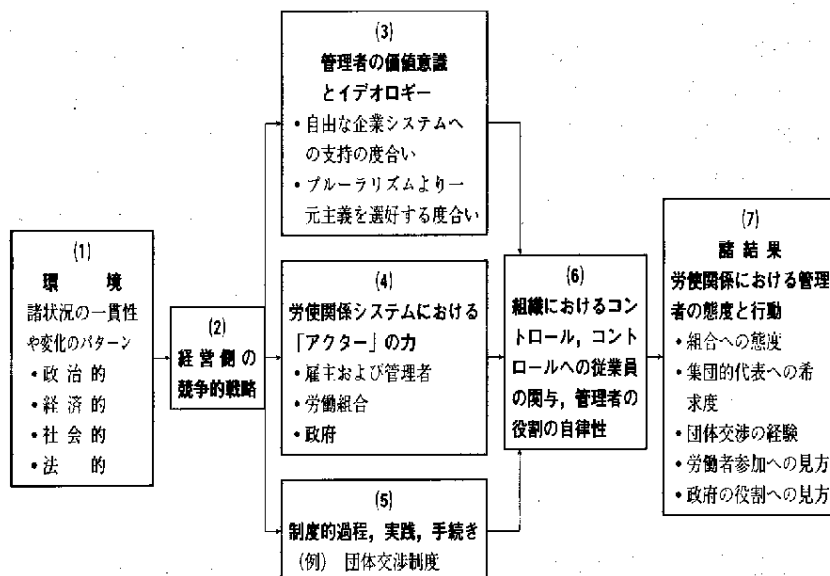 (1)
環 境
諸状況の一貫性
や変化のパターン
• 政 治 的
• 経 済 的
• 社 会 的
• 法 的
(2)
経営側の
競争的戦略
(3)
管理者の価値意識
とイデオロギー
• 自由な企業システムへ
の支持の度合い
• プルーラリズムより一
元主義を選好する度合い
(4)
労使関係システムにおける
「アクター」の力
• 雇主および管理者
• 労働組合
• 政府
(5)
制度的過程，実践，手続き
(例) 団体交渉制度
(6)
組織におけるコント
トロール，コント
ロールへの従業員
の関与，管理者の
役割の自律性
(7)
諸 結 果
労使関係における管理
者の態度と行動
• 組合への態度
• 集団的代表への希
求度
• 団体交渉の経験
• 労働者参加への見方
• 政府の役割への見方